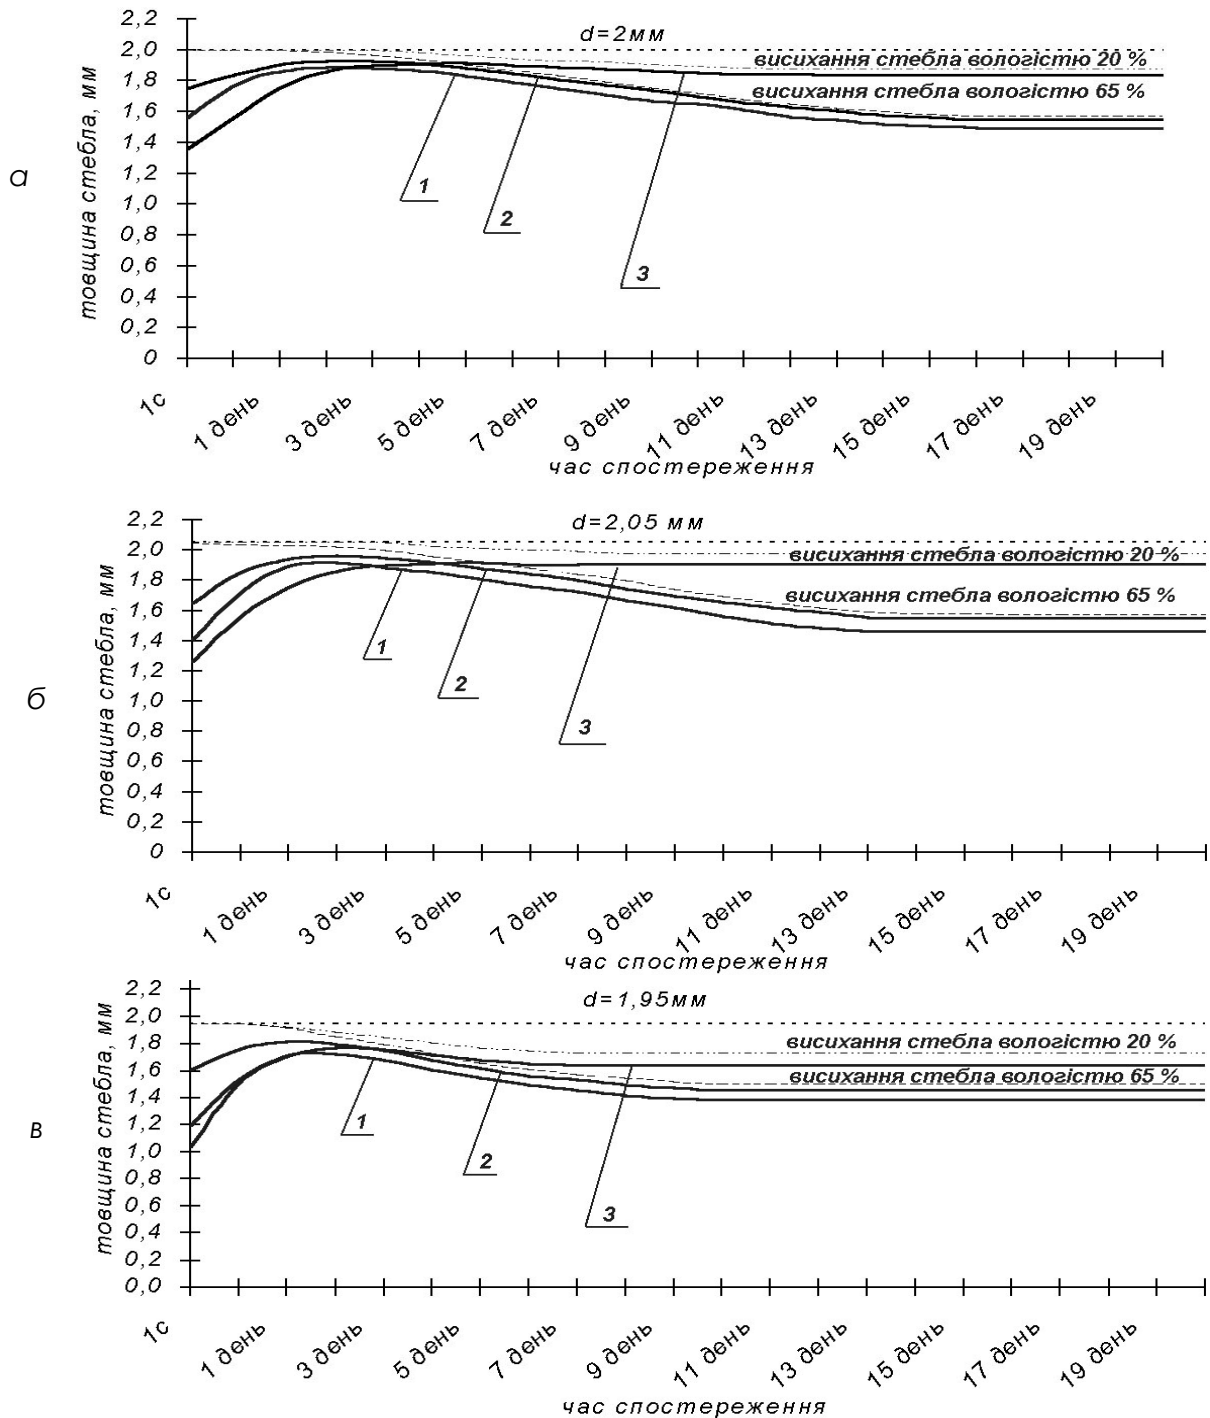 а
товщина стебла, мм
2,2
2,0
1,8
1,6
1,4
1,2
1,0
0,8
0,6
0,4
0,2
0
d=2мм
висихання стебла вологістю 20 %
висихання стебла вологістю 65 %
1
2
3
1с
1 день
3 день
5 день
7 день
9 день
11 день
13 день
15 день
17 день
19 день
час спостереження
б
товщина стебла, мм
2,2
2,0
1,8
1,6
1,4
1,2
1,0
0,8
0,6
0,4
0,2
0
d=2,05 мм
висихання стебла вологістю 20 %
висихання стебла вологістю 65 %
1
2
3
1с
1 день
3 день
5 день
7 день
9 день
11 день
13 день
15 день
17 день
19 день
час спостереження
в
товщина стебла, мм
2,2
2,0
1,8
1,6
1,4
1,2
1,0
0,8
0,6
0,4
0,2
0,0
d=1,95мм
висихання стебла вологістю 20 %
висихання стебла вологістю 65 %
1
2
3
1с
1 день
3 день
5 день
7 день
9 день
11 день
13 день
15 день
17 день
19 день
час спостереження